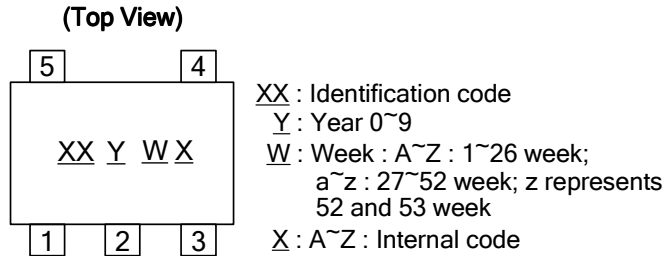 (Top View)
5 4
XX Y W X
1 2 3
XX : Identification code
Y : Year 0~9
W : Week : A~Z : 1~26 week;
a~z : 27~52 week; z represents
52 and 53 week
X : A~Z : Internal code